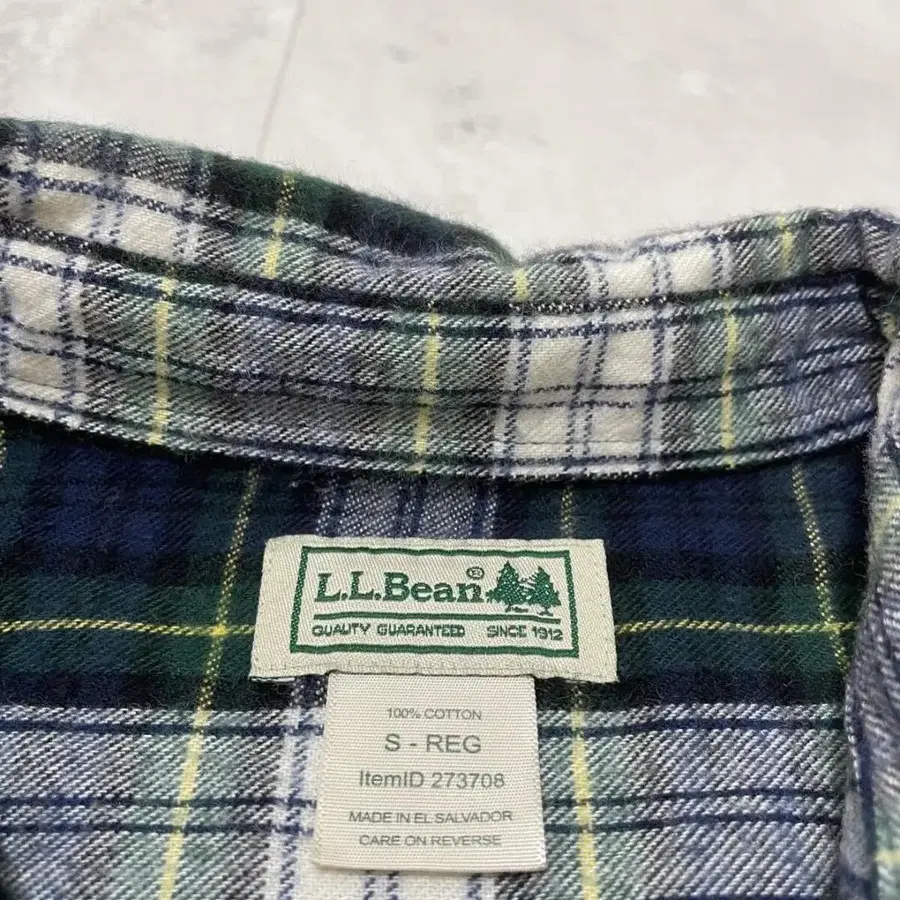 L.L.Bean®
QUALITY GUARANTEED SINCE 1912
100% COTTON
S - REG
ItemID 273708
MADE IN EL SALVADOR
CARE ON REVERSE